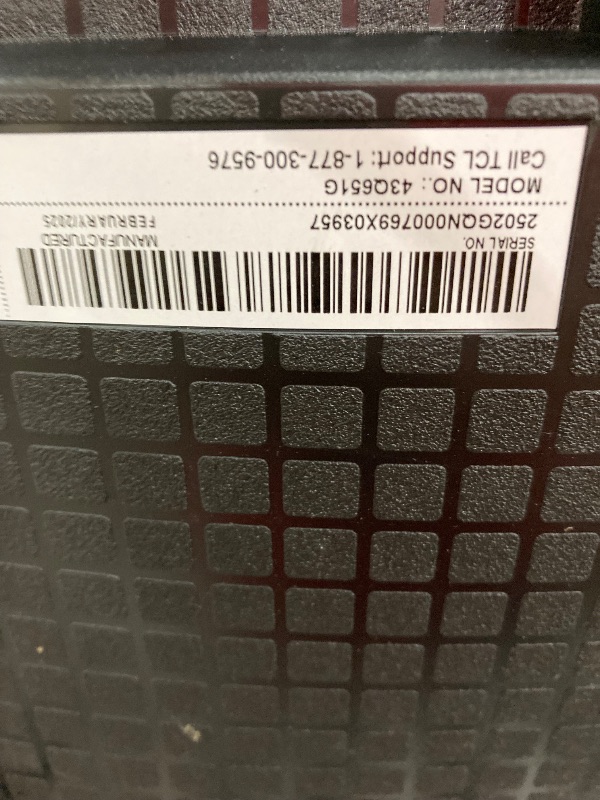 SERIAL NO.
2502GQN000769X03957
MANUFACTURED
FEBRUARY/2025
MODEL NO.: 43Q651G
Call TCL Support: 1-877-300-9576